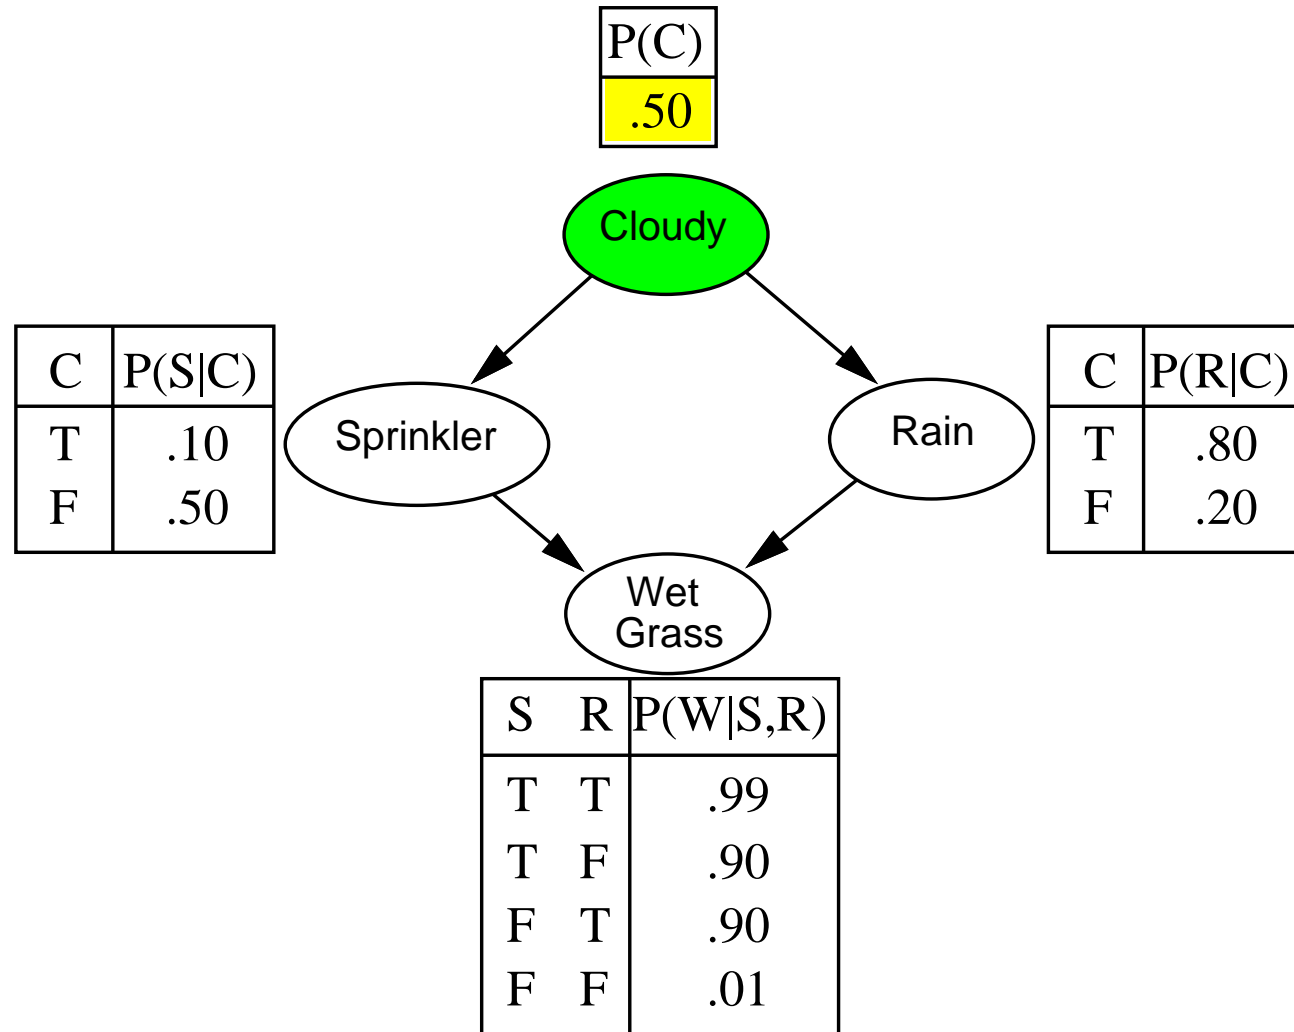 P(C)
.50
Cloudy
C P(S|C)
T .10
F .50
Sprinkler
Rain
C P(R|C)
T .80
F .20
Wet
Grass
S R P(W|S,R)
T T .99
T F .90
F T .90
F F .01